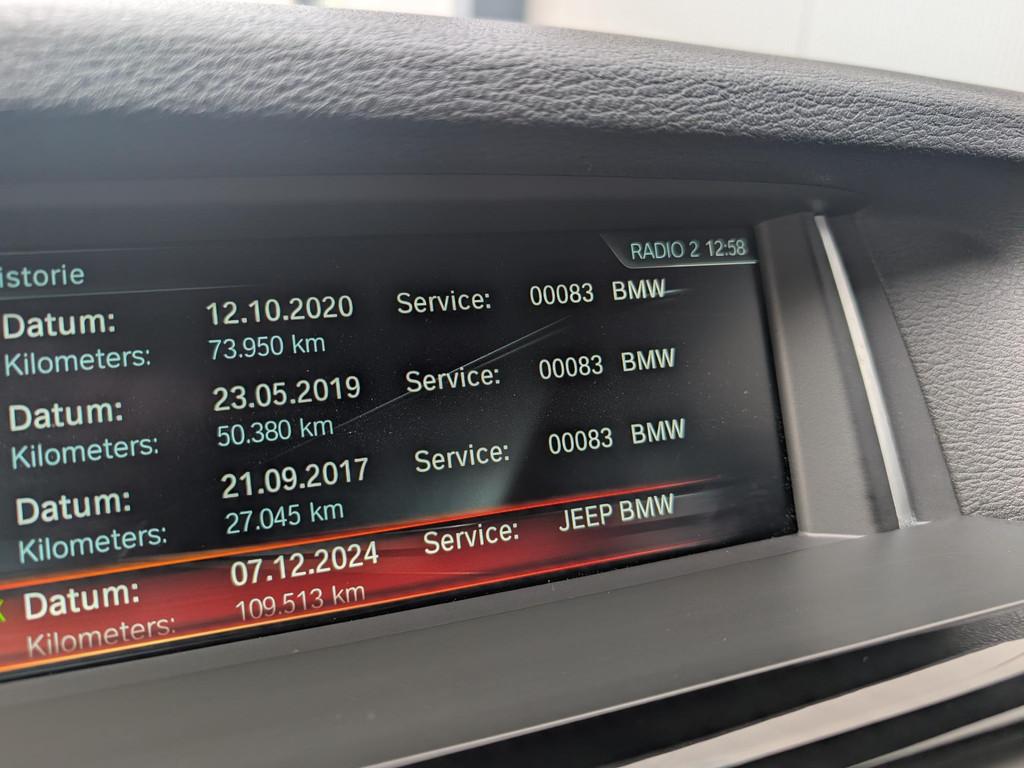 istorie
RADIO 2 12:58
Datum: 12.10.2020 Service: 00083 BMW
Kilometers: 73.950 km
Datum: 23.05.2019 Service: 00083 BMW
Kilometers: 50.380 km
Datum: 21.09.2017 Service: 00083 BMW
Kilometers: 27.045 km
Datum: 07.12.2024 Service: JEEP BMW
Kilometers: 109.513 km